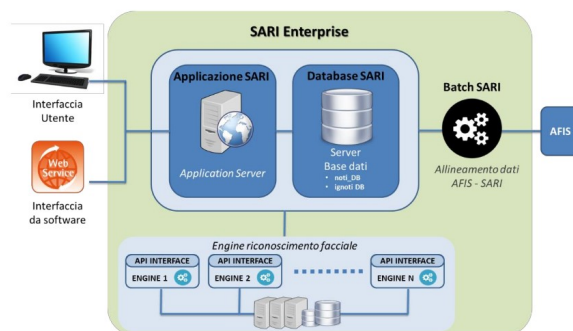 SARI Enterprise
Interfaccia
Utente
Web
Service
Interfaccia
da software
Applicazione SARI
Application Server
Database SARI
Server
Base dati
• noti_DB
• ignoti DB
Batch SARI
Allineamento dati
AFIS - SARI
AFIS
Engine riconoscimento facciale
API INTERFACE
ENGINE 1
API INTERFACE
ENGINE 2
API INTERFACE
ENGINE N